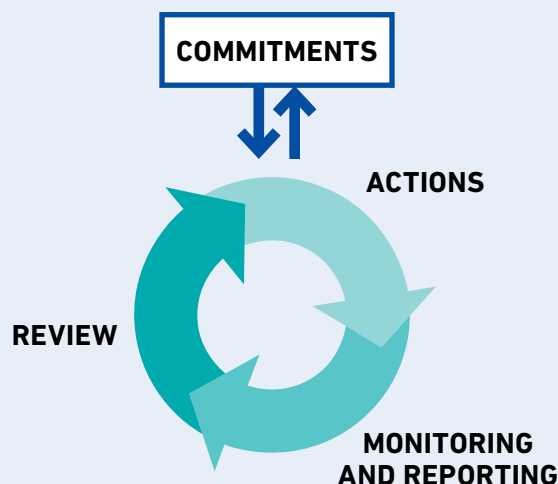 COMMITMENTS
ACTIONS
REVIEW
MONITORING
AND REPORTING